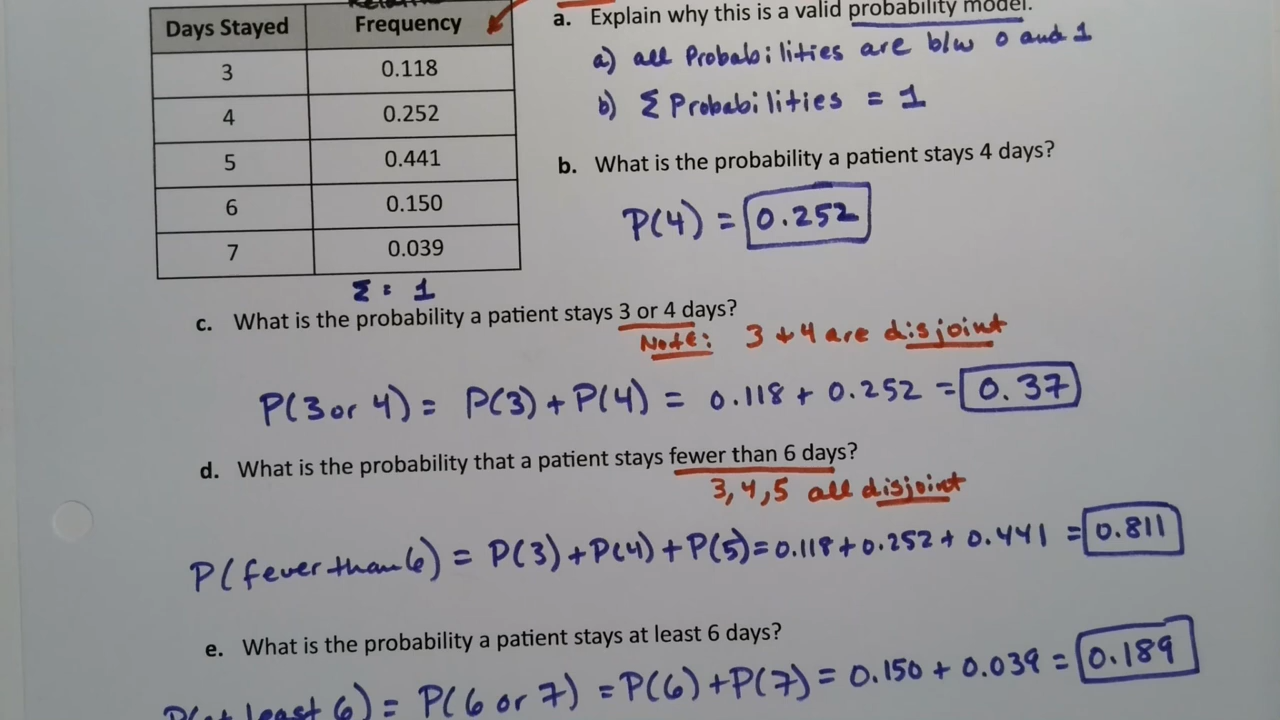 Relative
Days Stayed Frequency
3 0.118
4 0.252
5 0.441
6 0.150
7 0.039
Σ = 1
a. Explain why this is a valid probability model.
a) all Probabilities are b/w 0 and 1
b) Σ Probabilities = 1
b. What is the probability a patient stays 4 days?
P(4) = 0.252
c. What is the probability a patient stays 3 or 4 days?
Note: 3 + 4 are disjoint
P(3 or 4) = P(3) + P(4) = 0.118 + 0.252 = 0.37
d. What is the probability that a patient stays fewer than 6 days?
3, 4, 5 all disjoint
P(fewer than 6) = P(3) + P(4) + P(5) = 0.118 + 0.252 + 0.441 = 0.811
e. What is the probability a patient stays at least 6 days?
P(at least 6) = P(6 or 7) = P(6) + P(7) = 0.150 + 0.039 = 0.189